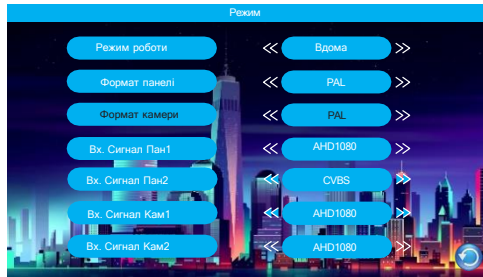 Режим
Режим роботи Вдома
Формат панелі PAL
Формат камери PAL
Вх. Сигнал Пан1 AHD1080
Вх. Сигнал Пан2 CVBS
Вх. Сигнал Кам1 AHD1080
Вх. Сигнал Кам2 AHD1080